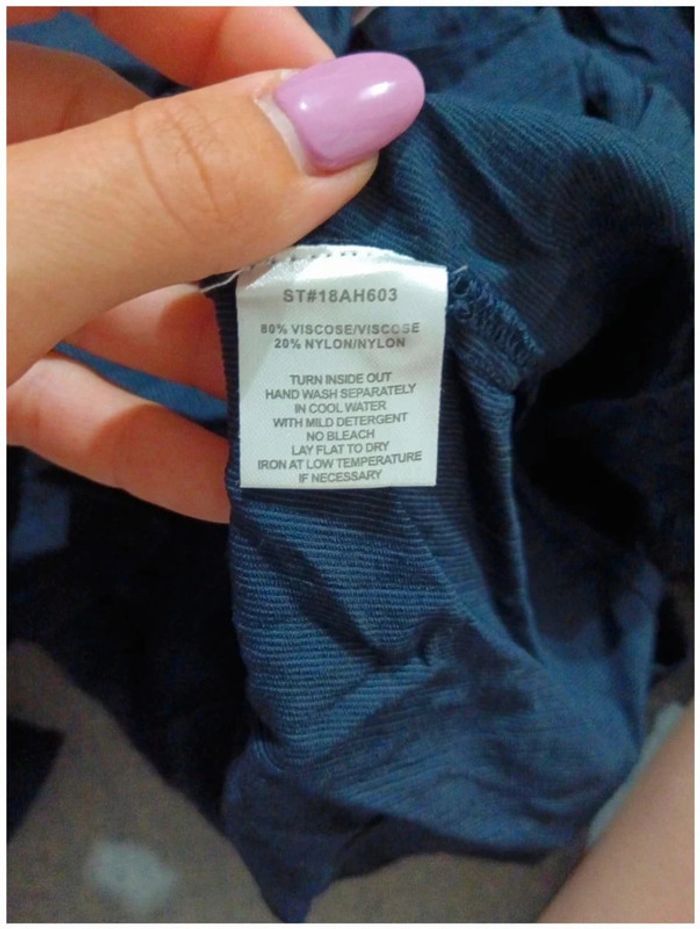 ST#18AH603
80% VISCOSE/VISCOSE
20% NYLON/NYLON
TURN INSIDE OUT
HAND WASH SEPARATELY
IN COOL WATER
WITH MILD DETERGENT
NO BLEACH
LAY FLAT TO DRY
IRON AT LOW TEMPERATURE
IF NECESSARY